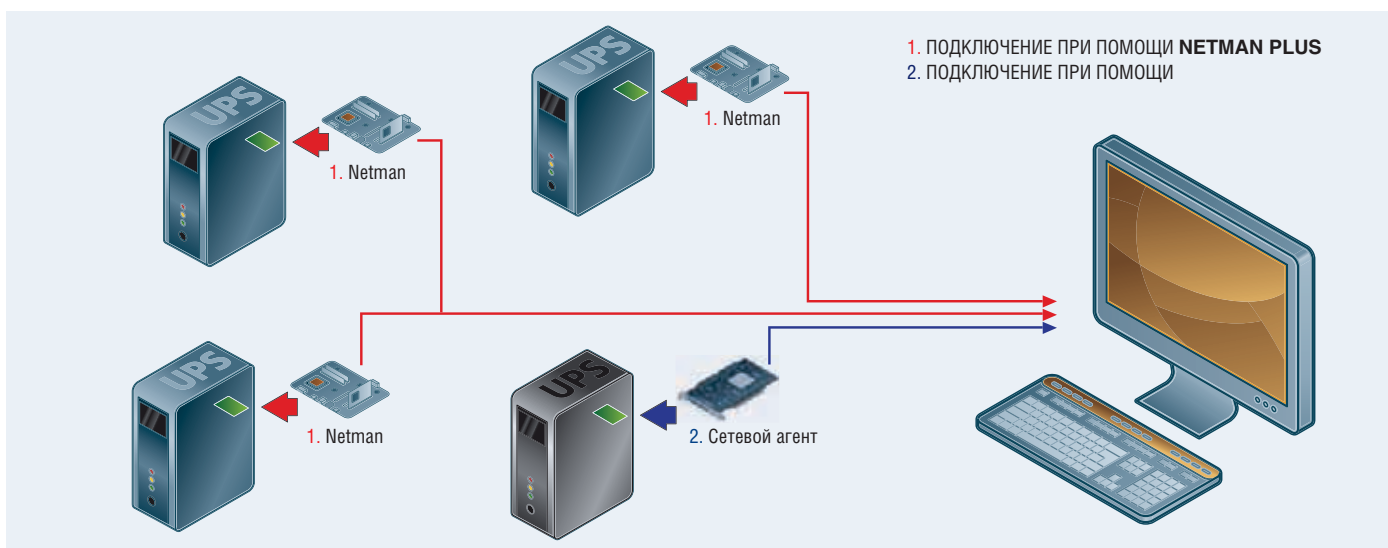 UPS
UPS
1. ПОДКЛЮЧЕНИЕ ПРИ ПОМОЩИ NETMAN PLUS
2. ПОДКЛЮЧЕНИЕ ПРИ ПОМОЩИ
1. Netman
1. Netman
UPS
UPS
1. Netman
2. Сетевой агент